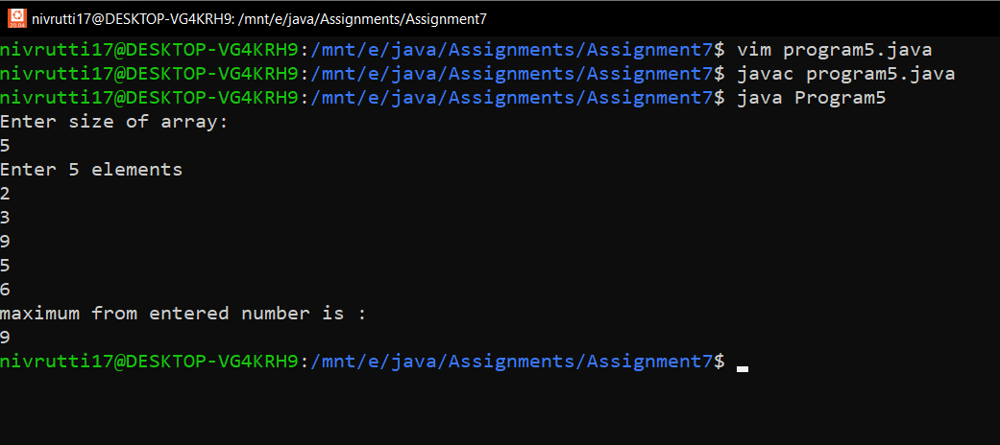 20.04
nivrutti17@DESKTOP-VG4KRH9: /mnt/e/java/Assignments/Assignment7
nivrutti17@DESKTOP-VG4KRH9:/mnt/e/java/Assignments/Assignment7$ vim program5.java
nivrutti17@DESKTOP-VG4KRH9:/mnt/e/java/Assignments/Assignment7$ javac program5.java
nivrutti17@DESKTOP-VG4KRH9:/mnt/e/java/Assignments/Assignment7$ java Program5
Enter size of array:
5
Enter 5 elements
2
3
9
5
6
maximum from entered number is :
9
nivrutti17@DESKTOP-VG4KRH9:/mnt/e/java/Assignments/Assignment7$